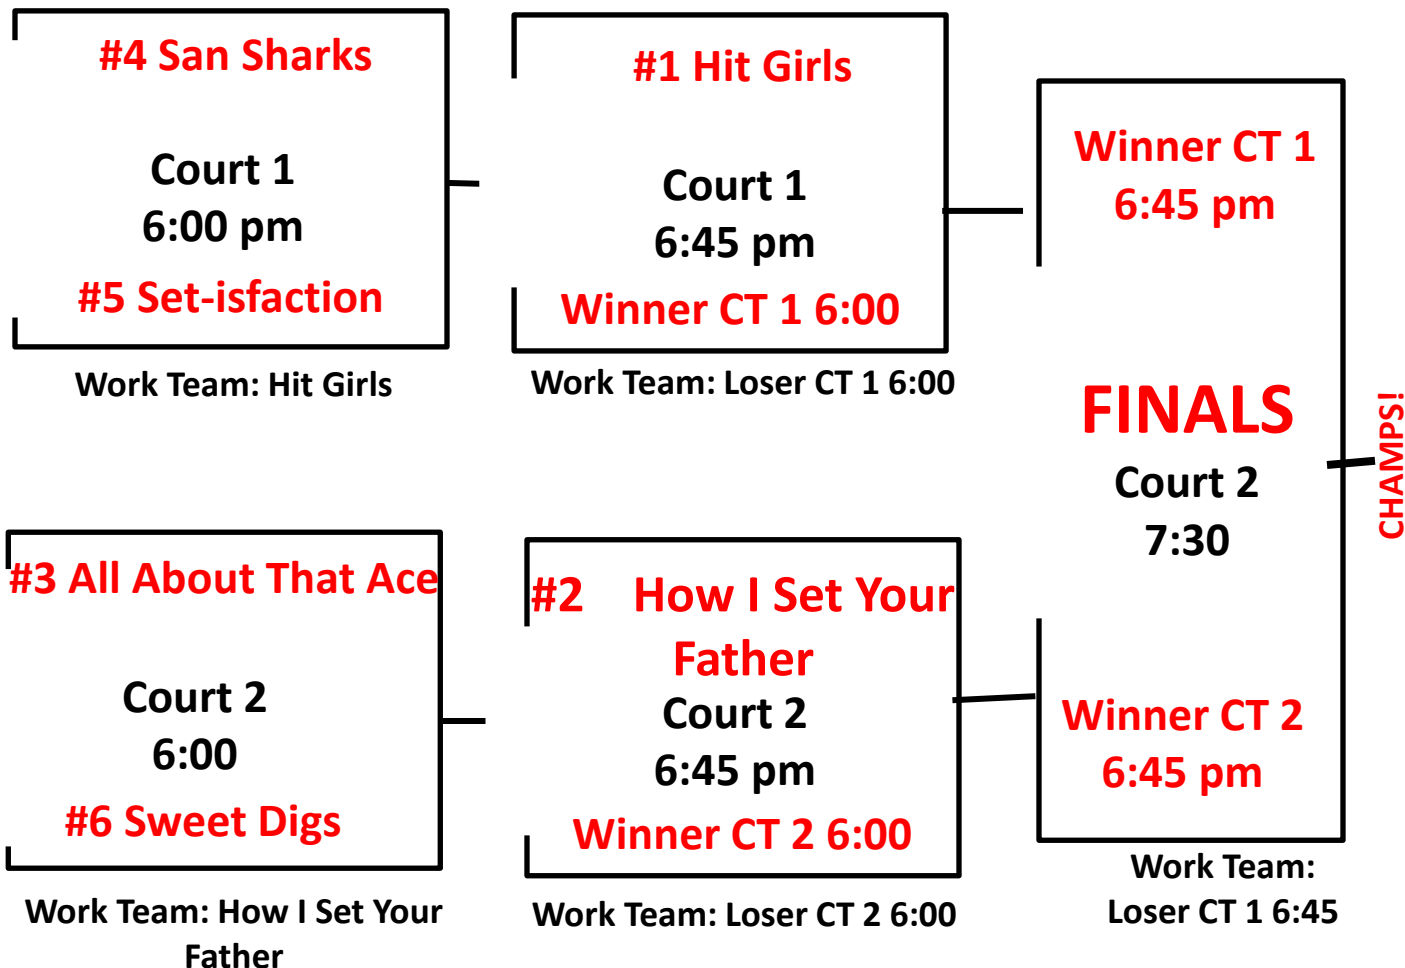 #4 San Sharks
Court 1
6:00 pm
#5 Set-isfaction
Work Team: Hit Girls
#1 Hit Girls
Court 1
6:45 pm
Winner CT 1 6:00
Work Team: Loser CT 1 6:00
#3 All About That Ace
Court 2
6:00
#6 Sweet Digs
Work Team: How I Set Your
Father
#2 How I Set Your
Father
Court 2
6:45 pm
Winner CT 2 6:00
Work Team: Loser CT 2 6:00
Winner CT 1
6:45 pm
FINALS
Court 2
7:30
Winner CT 2
6:45 pm
Work Team:
Loser CT 1 6:45
CHAMPS!